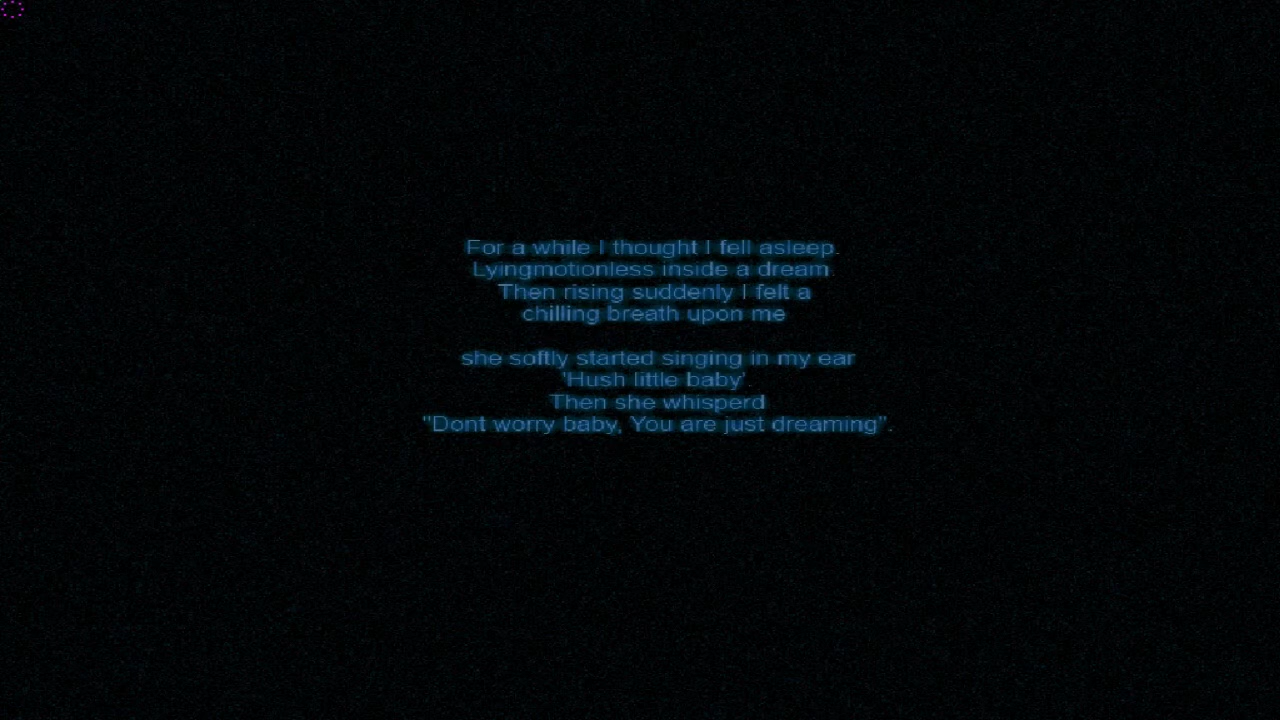 For a while I thought I fell asleep.
Lyingmotionless inside a dream
Then rising suddenly I felt a
chilling breath upon me
she softly started singing in my ear
'Hush little baby'.
Then she whisperd
"Dont worry baby, You are just dreaming".